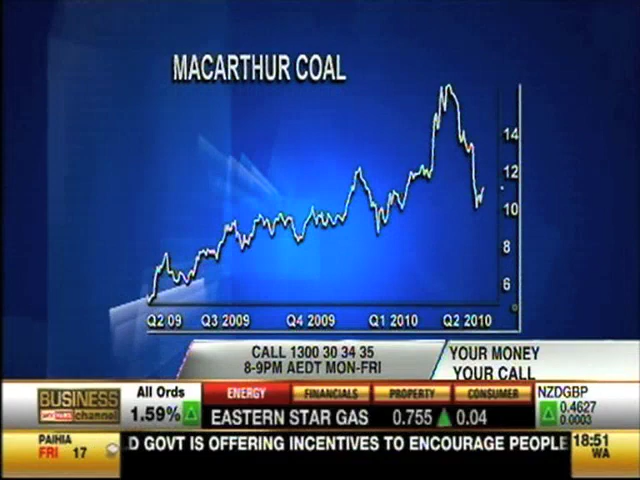 MACARTHUR COAL
14
12
10
8
6
Q2 09 Q3 2009 Q4 2009 Q1 2010 Q2 2010
CALL 1300 30 34 35
8-9PM AEDT MON-FRI
YOUR MONEY
YOUR CALL
BUSINESS
channel
All Ords
1.59%
ENERGY FINANCIALS PROPERTY CONSUMER
EASTERN STAR GAS 0.755 0.04
NZDGBP
0.4627
0.0003
PAIHIA
FRI 17
D GOVT IS OFFERING INCENTIVES TO ENCOURAGE PEOPLE
18:51
WA